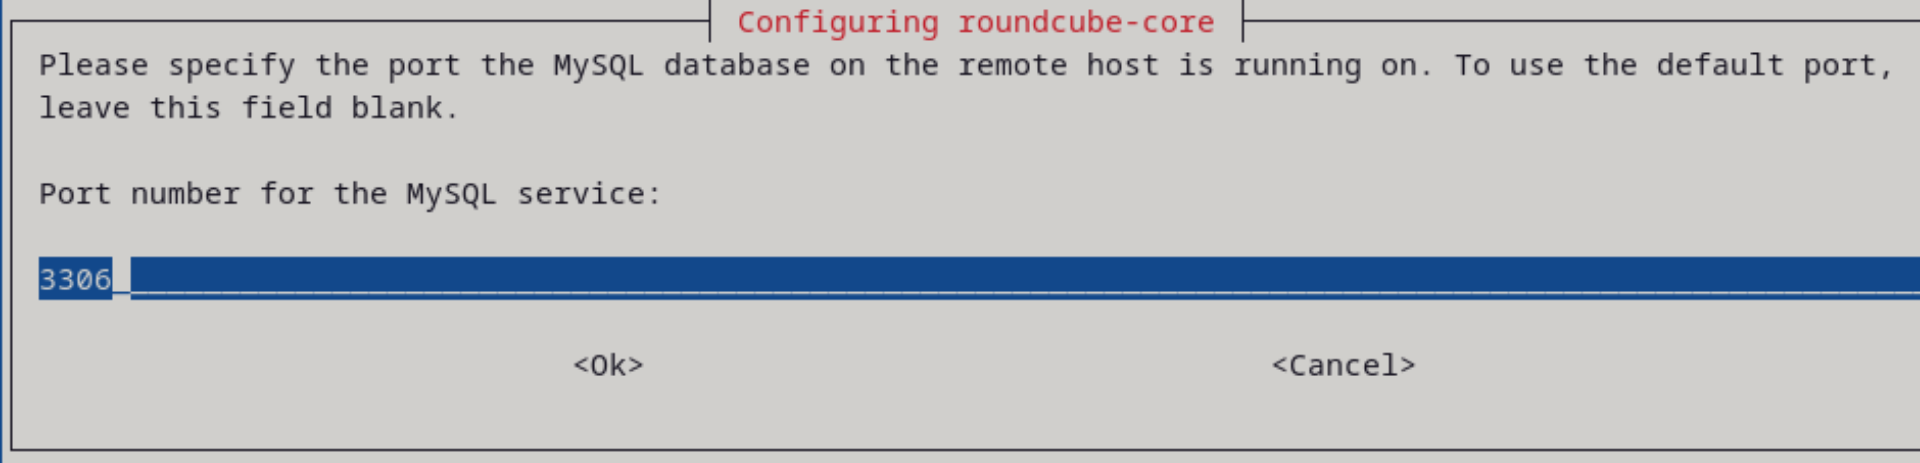 Configuring roundcube-core
Please specify the port the MySQL database on the remote host is running on. To use the default port,
leave this field blank.
Port number for the MySQL service:
3306
<Ok> <Cancel>